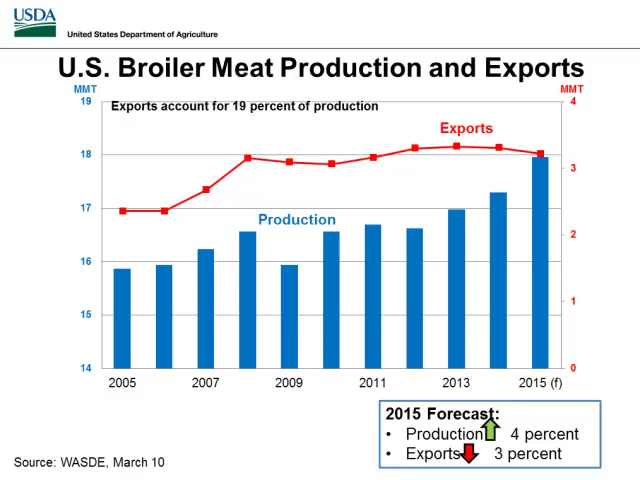 USDA
United States Department of Agriculture
U.S. Broiler Meat Production and Exports
MMT
MMT
19
Exports account for 19 percent of production
4
Exports
18
3
Production
17
2
16
15
1
14
0
2005 2007 2009 2011 2013 2015 (f)
2015 Forecast:
• Production 4 percent
• Exports 3 percent
Source: WASDE, March 10